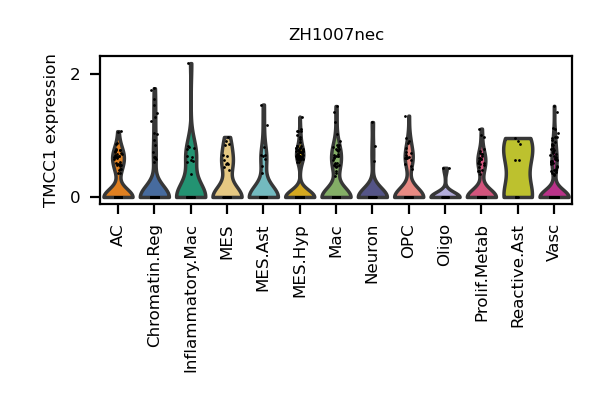 ZH1007nec
TMCC1 expression
2
0
AC
Chromatin.Reg
Inflammatory.Mac
MES
MES.Ast
MES.Hyp
Mac
Neuron
OPC
Oligo
Prolif.Metab
Reactive.Ast
Vasc